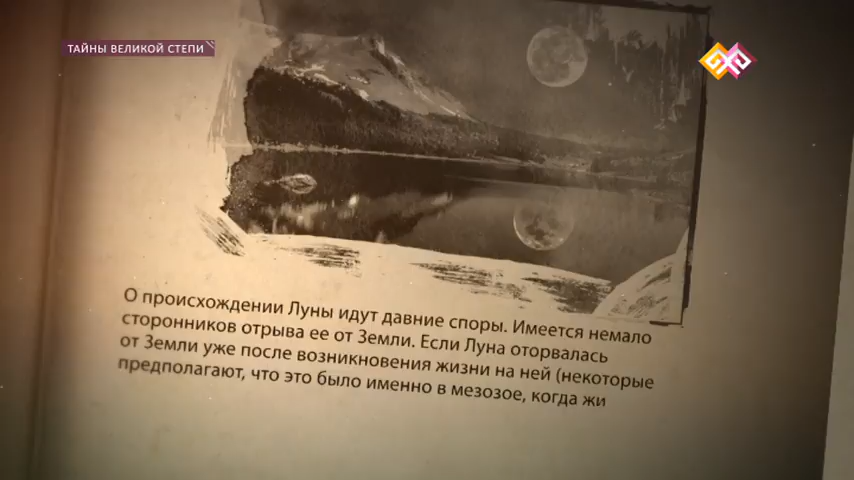 ТАЙНЫ ВЕЛИКОЙ СТЕПИ
О происхождении Луны идут давние споры. Имеется немало
сторонников отрыва ее от Земли. Если Луна оторвалась
от Земли уже после возникновения жизни на ней (некоторые
предполагают, что это было именно в мезозое, когда жи